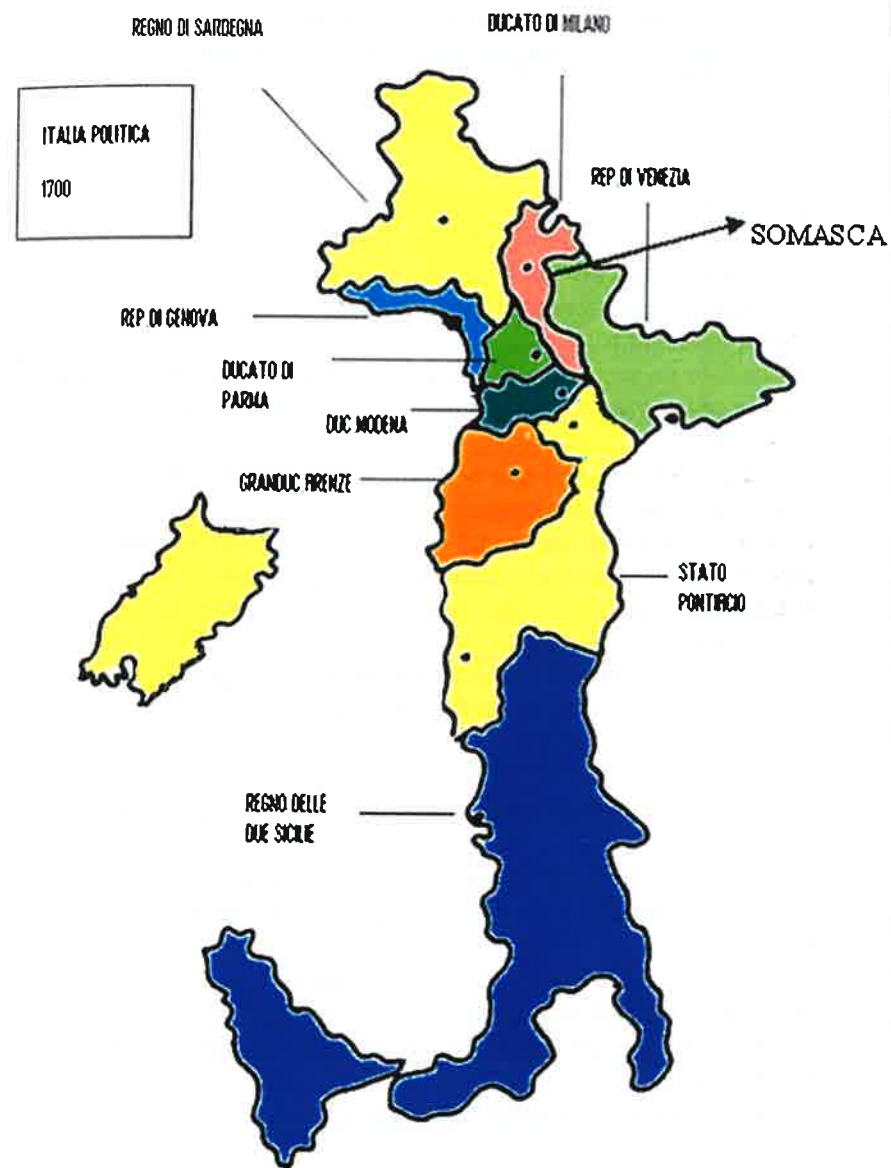 REGNO DI SARDEGNA
DUCATO DI MILANO
ITALIA POLITICA
1700
REP. DI VENEZIA
SOMASCA
REP. DI GENOVA
DUCATO DI
PARMA
DUC. MODENA
GRANDUC FIRENZE
STATO
PONTIFICIO
REGNO DELLE
DUE SICILIE